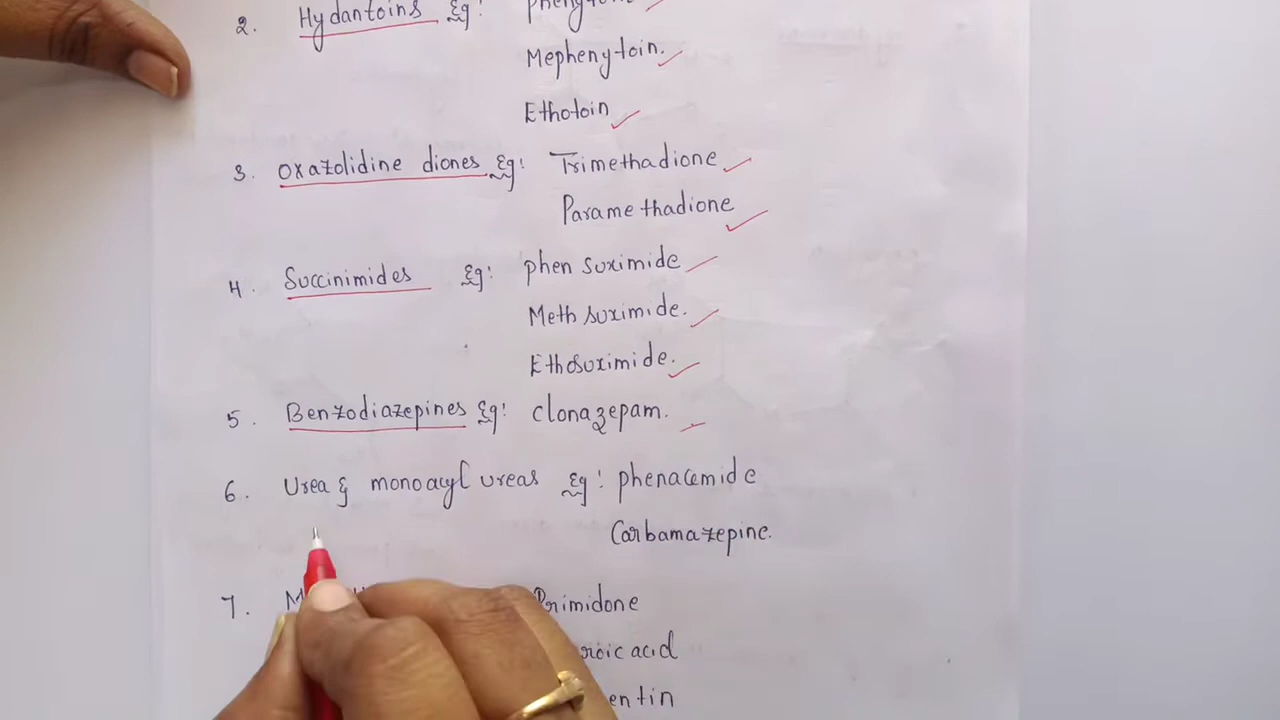 2. Hydantoins Eg:
Mephenytoin.
Ethotoin
3. Oxazolidine diones Eg: Trimethadione
Paramethadione
4. Succinimides Eg: phensuximide
Methsuximide.
Ethosuximide.
5. Benzodiazepines Eg: clonazepam.
6. Urea & monoacyl ureas Eg: phenacemide
Carbamazepine.
7. Primidone
acid